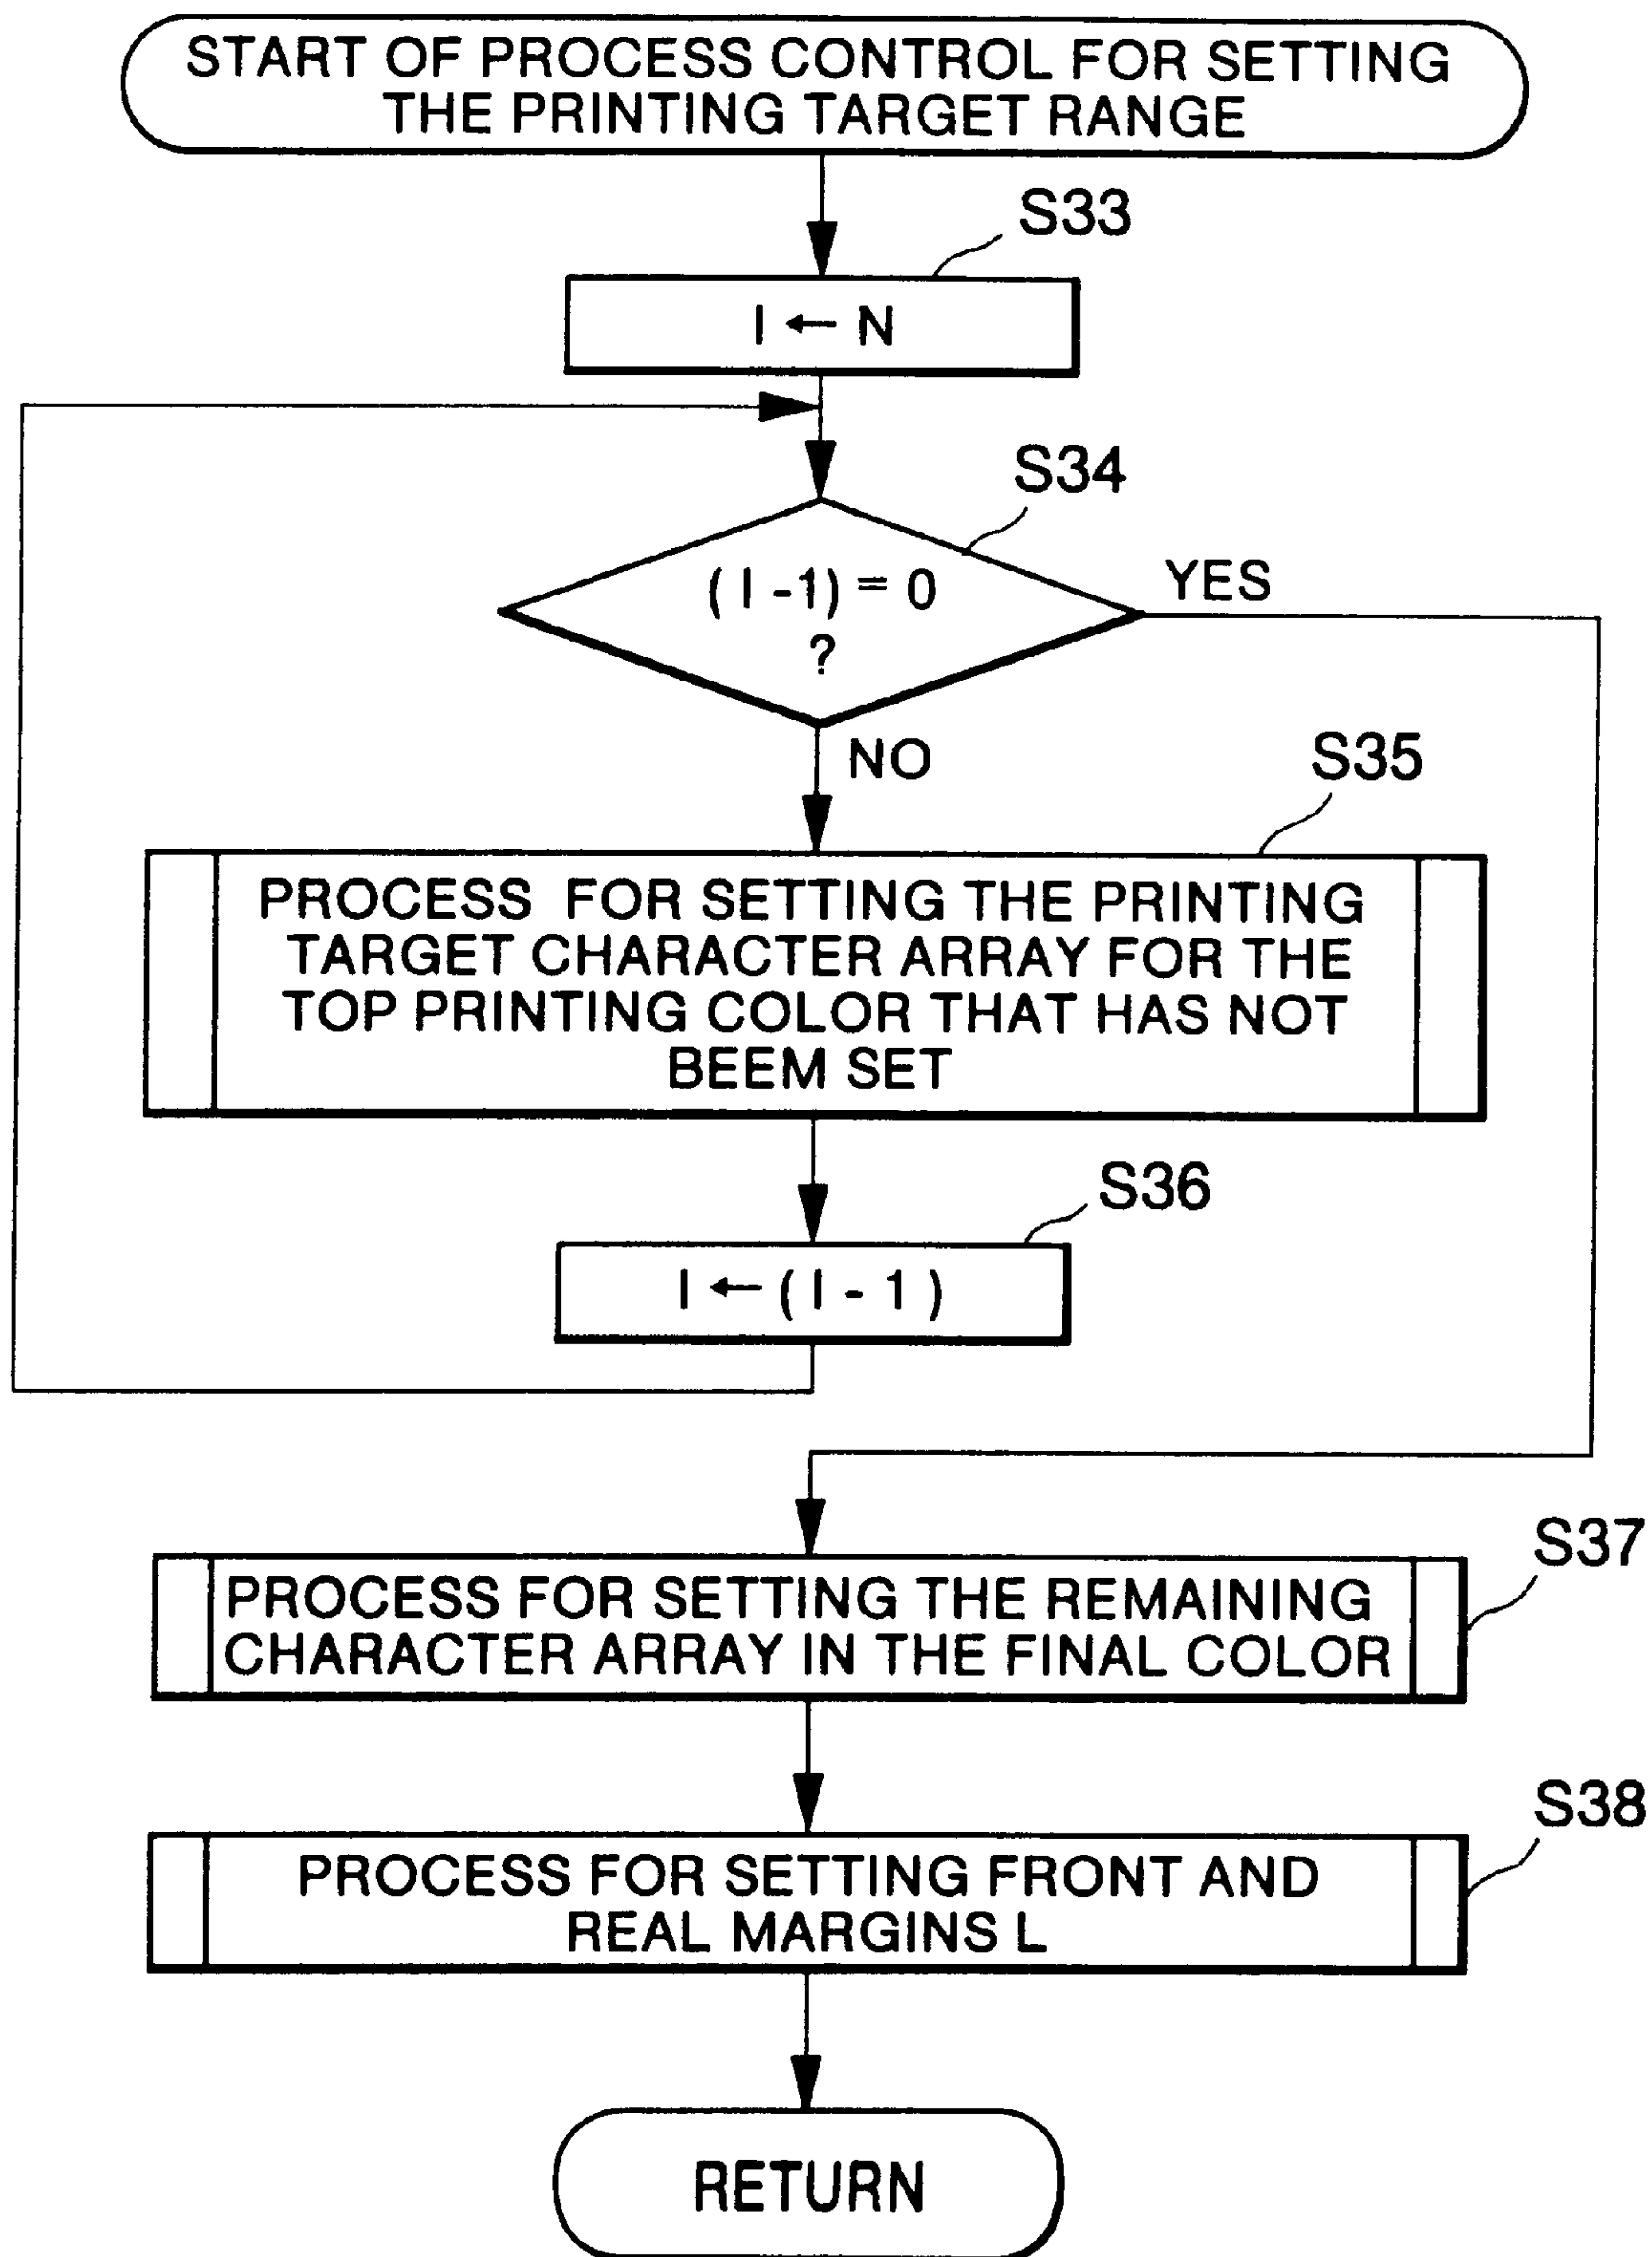 START OF PROCESS CONTROL FOR SETTING
THE PRINTING TARGET RANGE
S33
I ← N
S34
( I -1) = 0
?
YES
NO
S35
PROCESS FOR SETTING THE PRINTING
TARGET CHARACTER ARRAY FOR THE
TOP PRINTING COLOR THAT HAS NOT
BEEM SET
S36
I ← ( I - 1 )
S37
PROCESS FOR SETTING THE REMAINING
CHARACTER ARRAY IN THE FINAL COLOR
S38
PROCESS FOR SETTING FRONT AND
REAL MARGINS L
RETURN